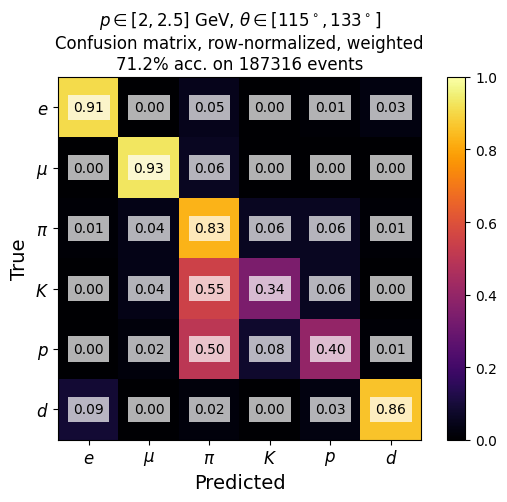 p ∈ [2, 2.5] GeV, θ ∈ [115°, 133°]
Confusion matrix, row-normalized, weighted
71.2% acc. on 187316 events
True
e 0.91 0.00 0.05 0.00 0.01 0.03
μ 0.00 0.93 0.06 0.00 0.00 0.00
π 0.01 0.04 0.83 0.06 0.06 0.01
K 0.00 0.04 0.55 0.34 0.06 0.00
p 0.00 0.02 0.50 0.08 0.40 0.01
d 0.09 0.00 0.02 0.00 0.03 0.86
e μ π K p d
Predicted
1.0
0.8
0.6
0.4
0.2
0.0